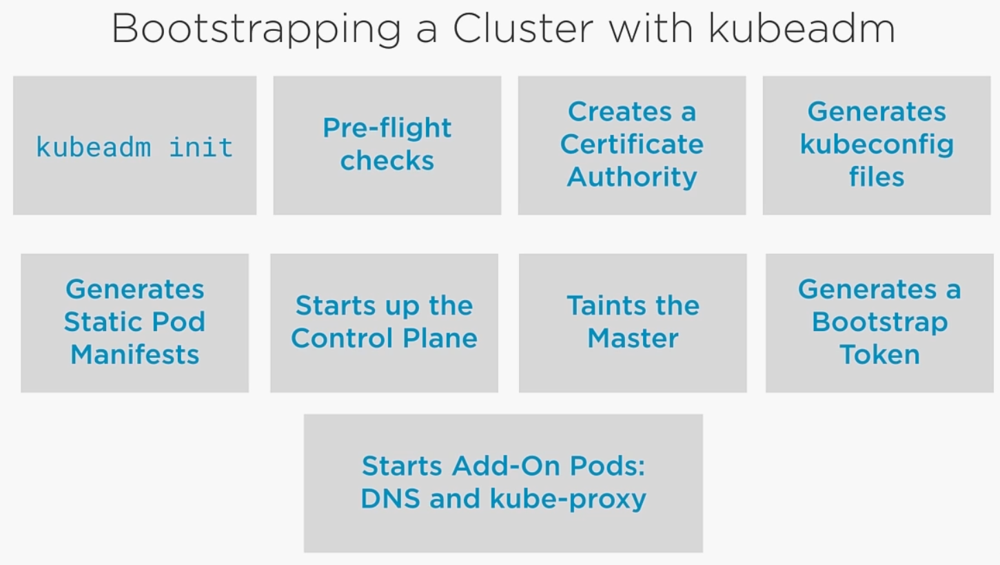 Bootstrapping a Cluster with kubeadm
kubeadm init
Pre-flight
checks
Creates a
Certificate
Authority
Generates
kubeconfig
files
Generates
Static Pod
Manifests
Starts up the
Control Plane
Taints the
Master
Generates a
Bootstrap
Token
Starts Add-On Pods:
DNS and kube-proxy